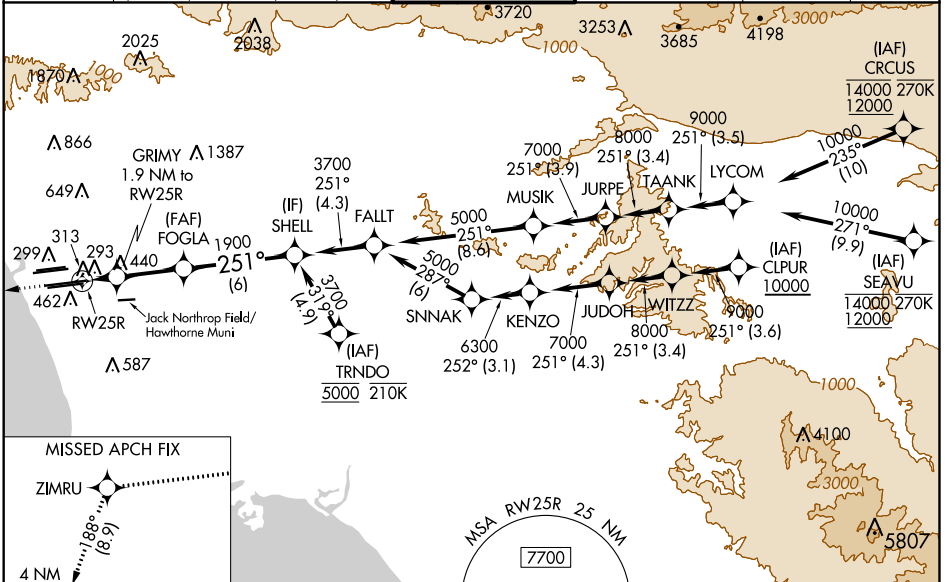 3720
3253
3685
4198
3000
1000
2025
2038
1870
000
(IAF)
CRCUS
14000 270K
12000
866
GRIMY
1.9 NM to
RW25R
1387
649
3700
251°
(4.3)
7000
251° (3.9)
8000
251° (3.4)
9000
251° (3.5)
10000
235°
(10)
LYCOM
TAANK
JURPE
MUSIK
(FAF)
FOGLA
(IF)
SHELL
FALLT
10000
271°
(9.9)
313
299
293
440
462
RW25R
1900
251°
(6)
5000
251°
(8.6)
5000
287°
(6)
(IAF)
CLPUR
10000
(IAF)
SEAVU
14000 270K
12000
Jack Northrop Field/
Hawthorne Muni
3700
319°
(4.9)
SNNAK
KENZO
JUDOH
WITZZ
587
(IAF)
TRNDO
5000 210K
6300
252° (3.1)
7000
251° (4.3)
8000
251° (3.4)
9000
251° (3.6)
1000
4100
3000
5807
MISSED APCH FIX
ZIMRU
188°
(8.9)
4 NM
MSA RW25R 25 NM
7700